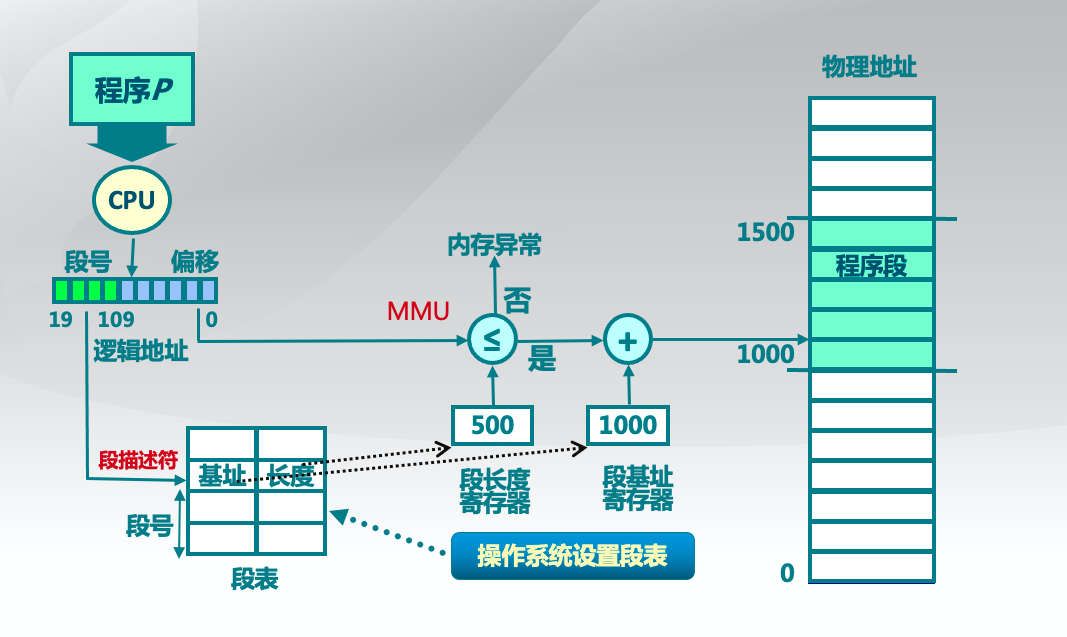 程序P
物理地址
CPU
段号
偏移
19
109
0
逻辑地址
MMU
内存异常
否
≤
是
+
1500
程序段
1000
500
1000
段长度
寄存器
段基址
寄存器
段描述符
基址
长度
段号
段表
操作系统设置段表
0